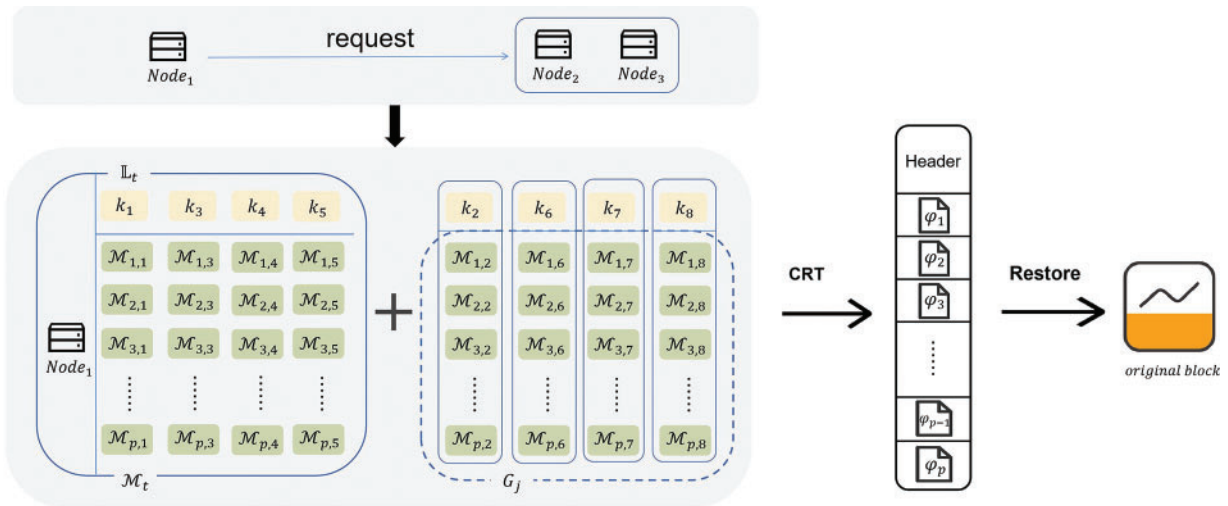 request
Node₁ Node₂ Node₃
𝕃ₜ
k₁ k₃ k₄ k₅ k₂ k₆ k₇ k₈
ℳ₁,₁ ℳ₁,₃ ℳ₁,₄ ℳ₁,₅ + ℳ₁,₂ ℳ₁,₆ ℳ₁,₇ ℳ₁,₈
ℳ₂,₁ ℳ₂,₃ ℳ₂,₄ ℳ₂,₅ ℳ₂,₂ ℳ₂,₆ ℳ₂,₇ ℳ₂,₈
ℳ₃,₁ ℳ₃,₃ ℳ₃,₄ ℳ₃,₅ ℳ₃,₂ ℳ₃,₆ ℳ₃,₇ ℳ₃,₈
Node₁
...... ...... ...... ...... ...... ...... ...... ......
ℳp,₁ ℳp,₃ ℳp,₄ ℳp,₅ ℳp,₂ ℳp,₆ ℳp,₇ ℳp,₈
ℳₜ
Gⱼ
CRT
Header
φ₁
φ₂
φ₃
......
φp−₁
φp
Restore
original block